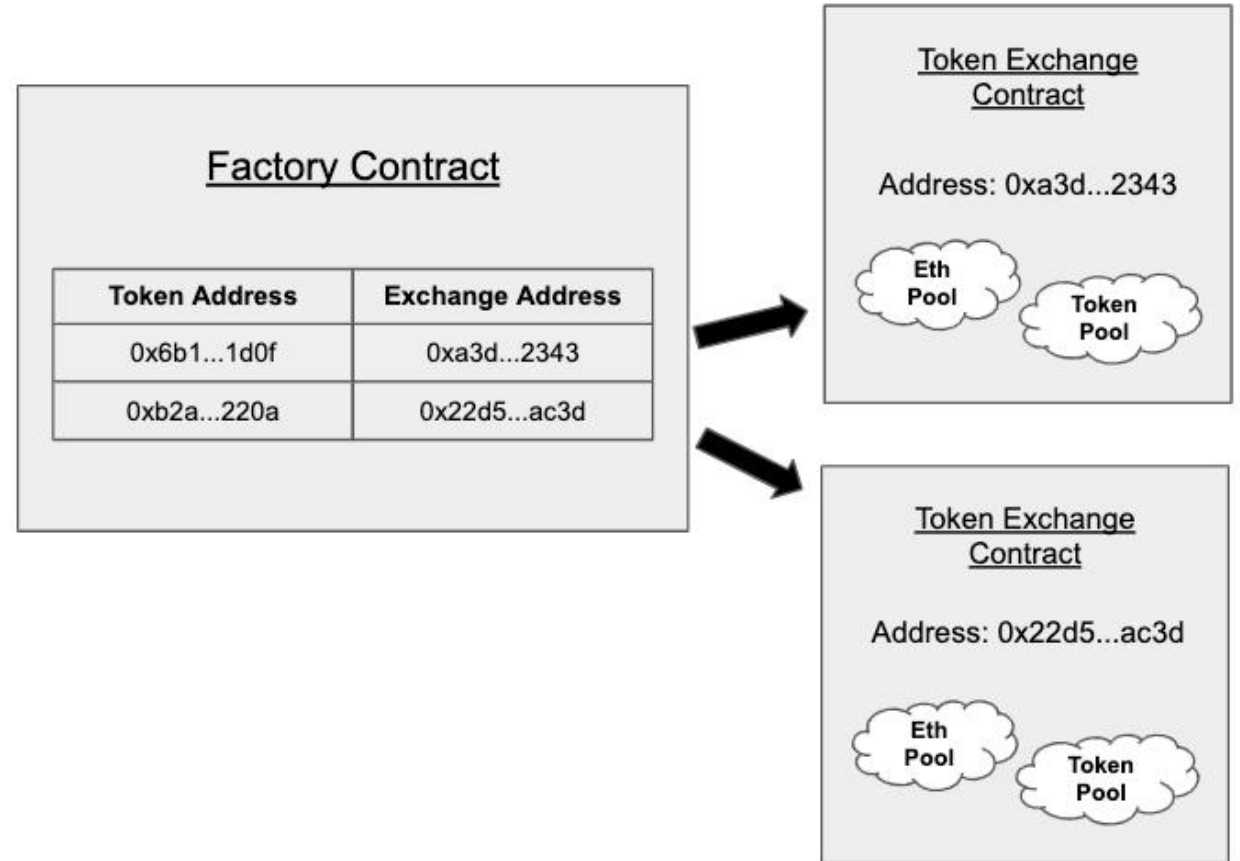 Factory Contract
Token Address Exchange Address
0x6b1...1d0f 0xa3d...2343
0xb2a...220a 0x22d5...ac3d
Token Exchange
Contract
Address: 0xa3d...2343
Eth
Pool
Token
Pool
Token Exchange
Contract
Address: 0x22d5...ac3d
Eth
Pool
Token
Pool